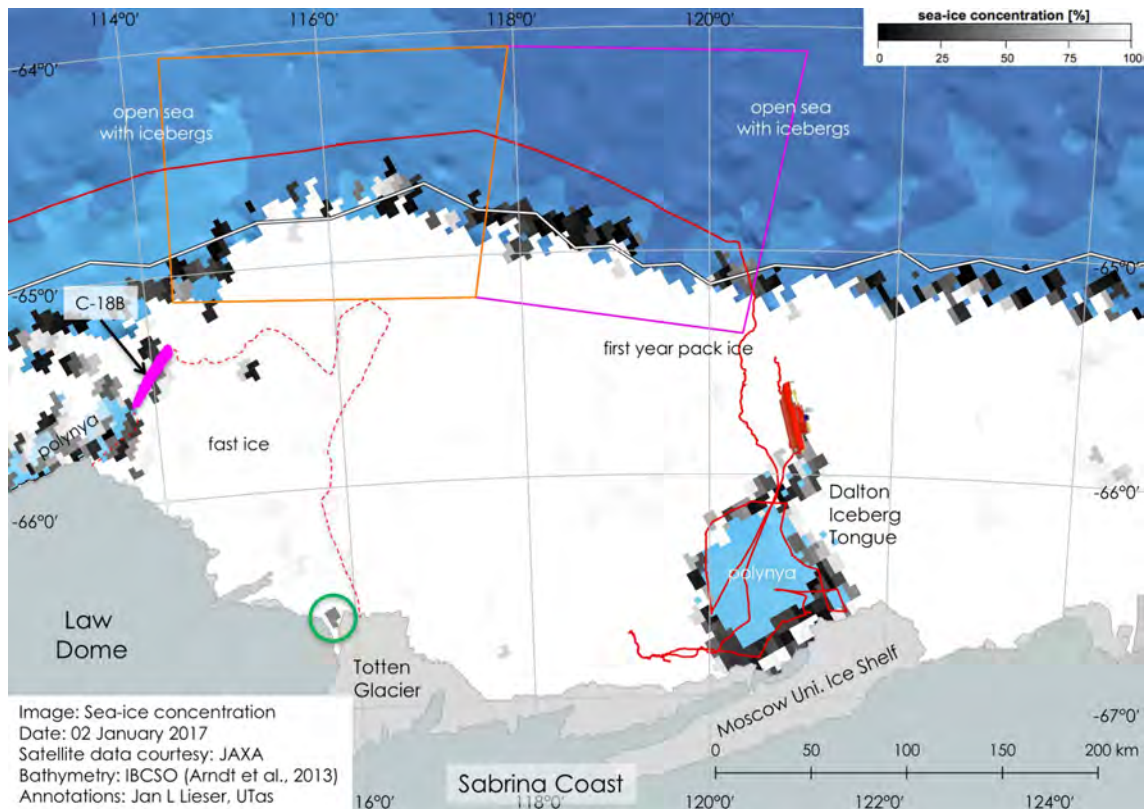 114°0'
116°0'
118°0'
120°0'
sea-ice concentration [%]
0 25 50 75 100
-64°0'
open sea
with icebergs
open sea
with icebergs
-65°0'
-65°0'
C-18B
first year pack ice
polynya
fast ice
-66°0'
-66°0'
Dalton
Iceberg
Tongue
polynya
Law
Dome
Totten
Glacier
Moscow Uni. Ice Shelf
-67°0'
Image: Sea-ice concentration
Date: 02 January 2017
Satellite data courtesy: JAXA
Bathymetry: IBCSO (Arndt et al., 2013)
Annotations: Jan L Lieser, UTas
0 50 100 150 200 km
Sabrina Coast
16°0'
118°0'
120°0'
122°0'
124°0'